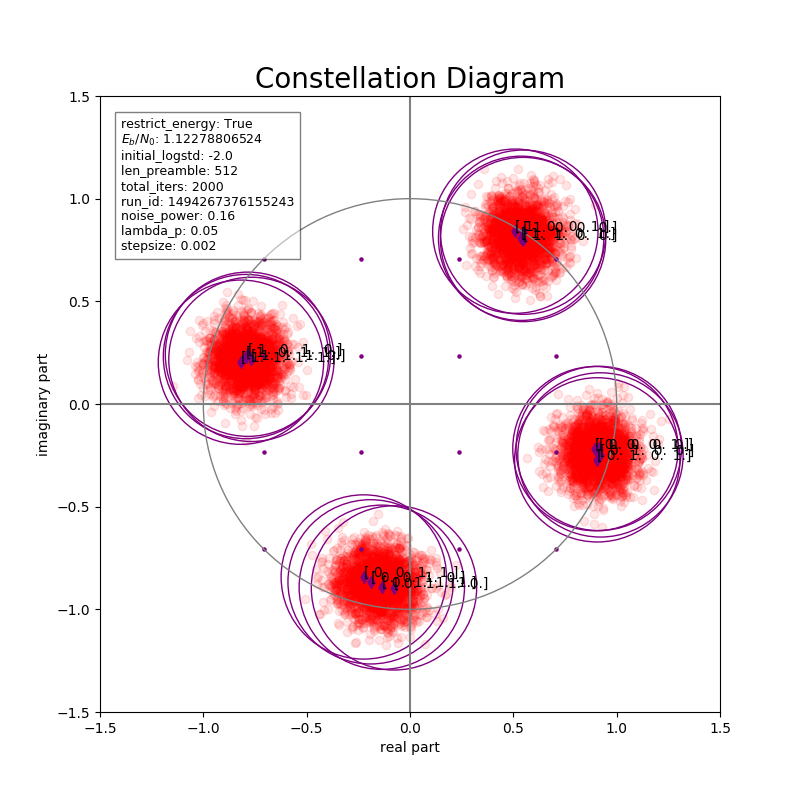 Constellation Diagram
restrict_energy: True
E_b/N_0: 1.12278806524
initial_logstd: -2.0
len_preamble: 512
total_iters: 2000
run_id: 1494267376155243
noise_power: 0.16
lambda_p: 0.05
stepsize: 0.002
1.5
1.0
0.5
0.0
−0.5
−1.0
−1.5
imaginary part
−1.5
−1.0
−0.5
0.0
0.5
1.0
1.5
real part